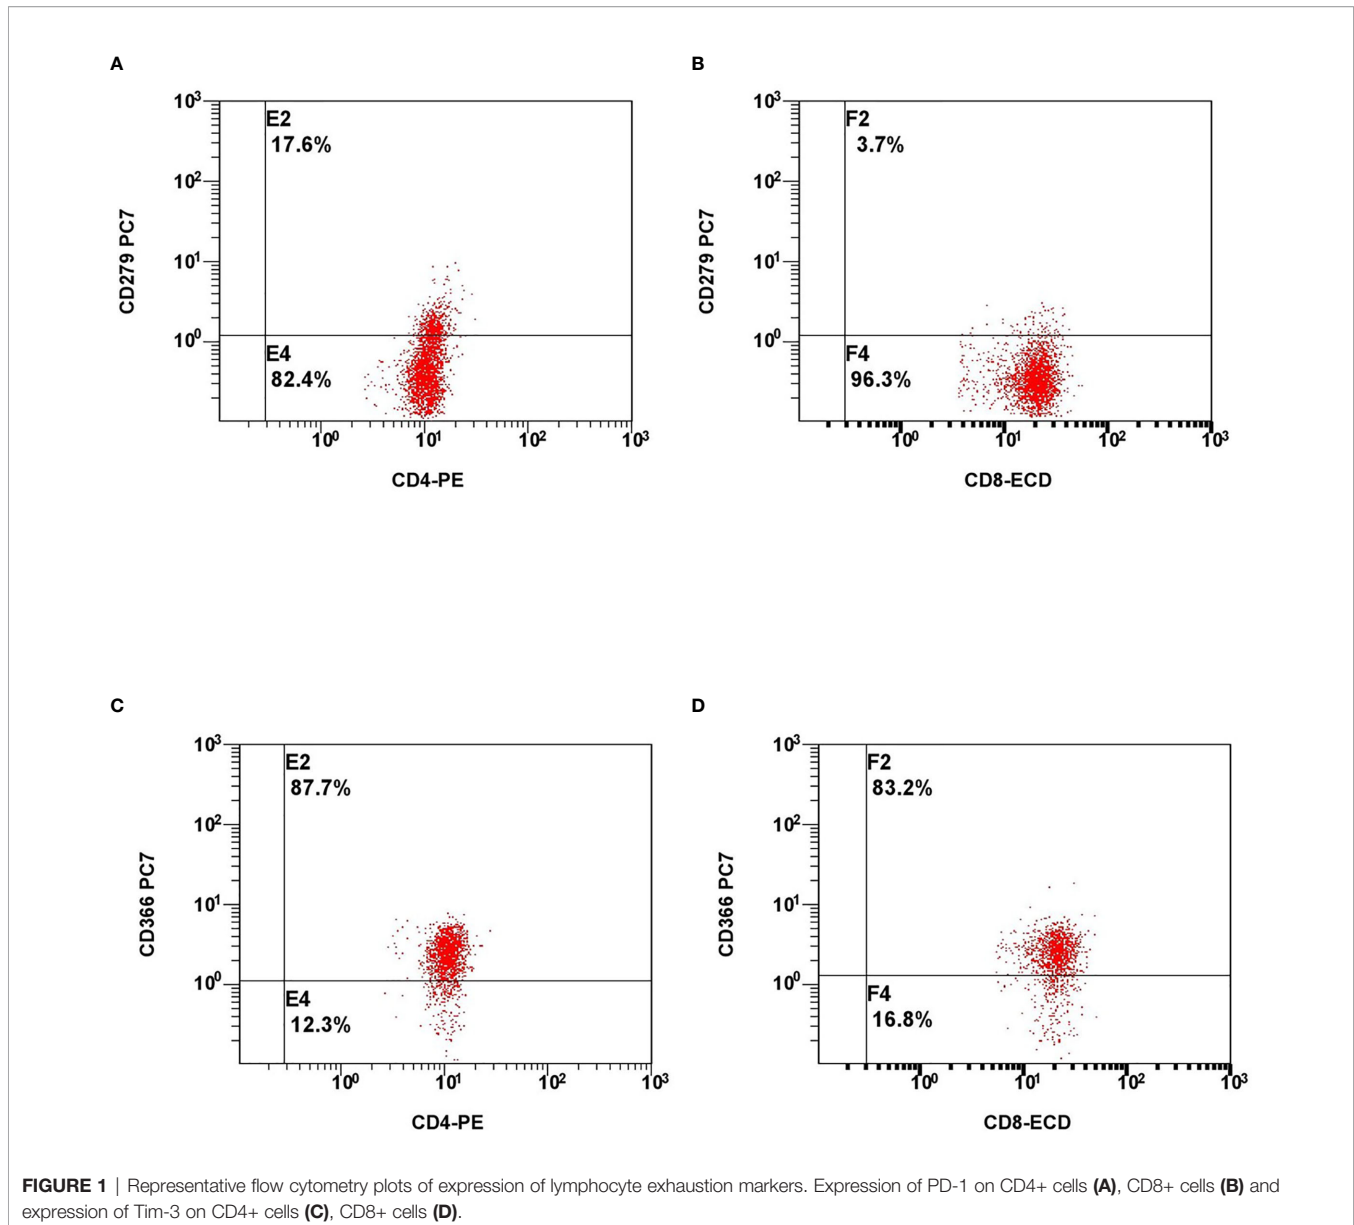 A
B
10³
E2
17.6%
10²
10¹
10⁰
E4
82.4%
CD279 PC7
10⁰ 10¹ 10² 10³
CD4-PE
10³
F2
3.7%
10²
10¹
10⁰
F4
96.3%
CD279 PC7
10⁰ 10¹ 10² 10³
CD8-ECD
C
D
10³
E2
87.7%
10²
10¹
10⁰
E4
12.3%
CD366 PC7
10⁰ 10¹ 10² 10³
CD4-PE
10³
F2
83.2%
10²
10¹
10⁰
F4
16.8%
CD366 PC7
10⁰ 10¹ 10² 10³
CD8-ECD
FIGURE 1 | Representative flow cytometry plots of expression of lymphocyte exhaustion markers. Expression of PD-1 on CD4+ cells (A), CD8+ cells (B) and
expression of Tim-3 on CD4+ cells (C), CD8+ cells (D).